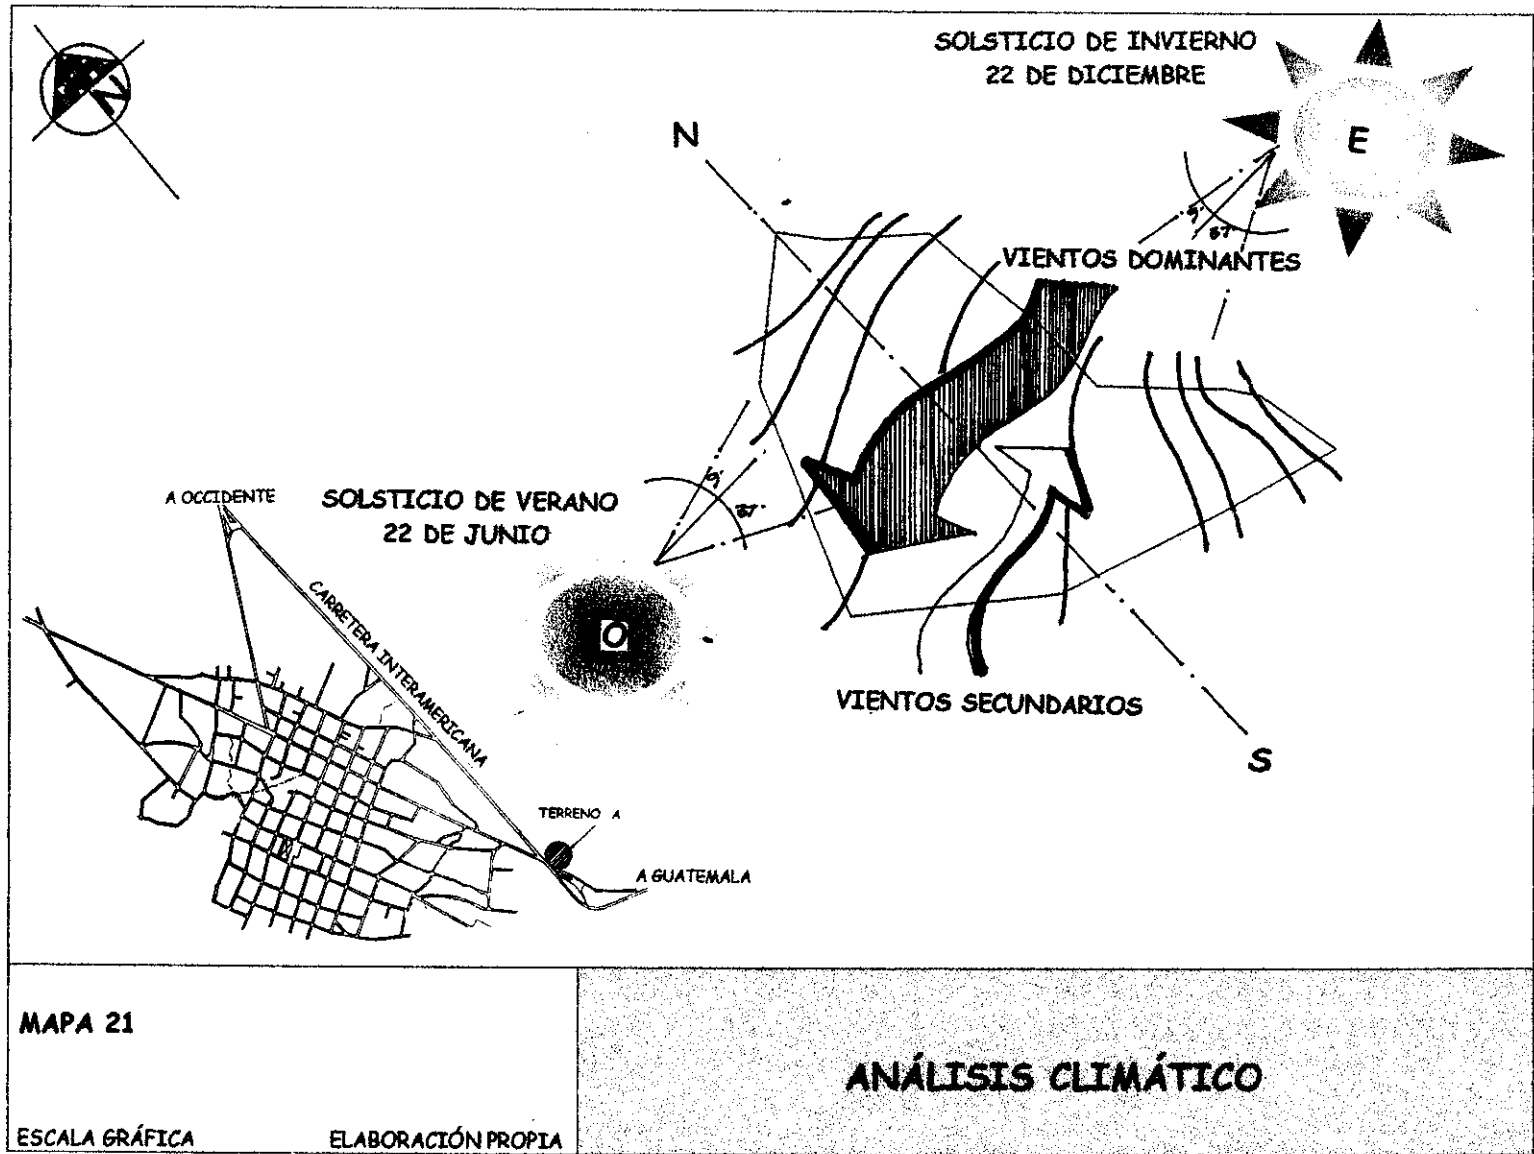 N
SOLSTICIO DE INVIERNO
22 DE DICIEMBRE
E
N
VIENTOS DOMINANTES
SOLSTICIO DE VERANO
22 DE JUNIO
A OCCIDENTE
CARRETERA INTERAMERICANA
O
VIENTOS SECUNDARIOS
S
TERRENO A
A GUATEMALA
MAPA 21
ANÁLISIS CLIMÁTICO
ESCALA GRÁFICA
ELABORACIÓN PROPIA